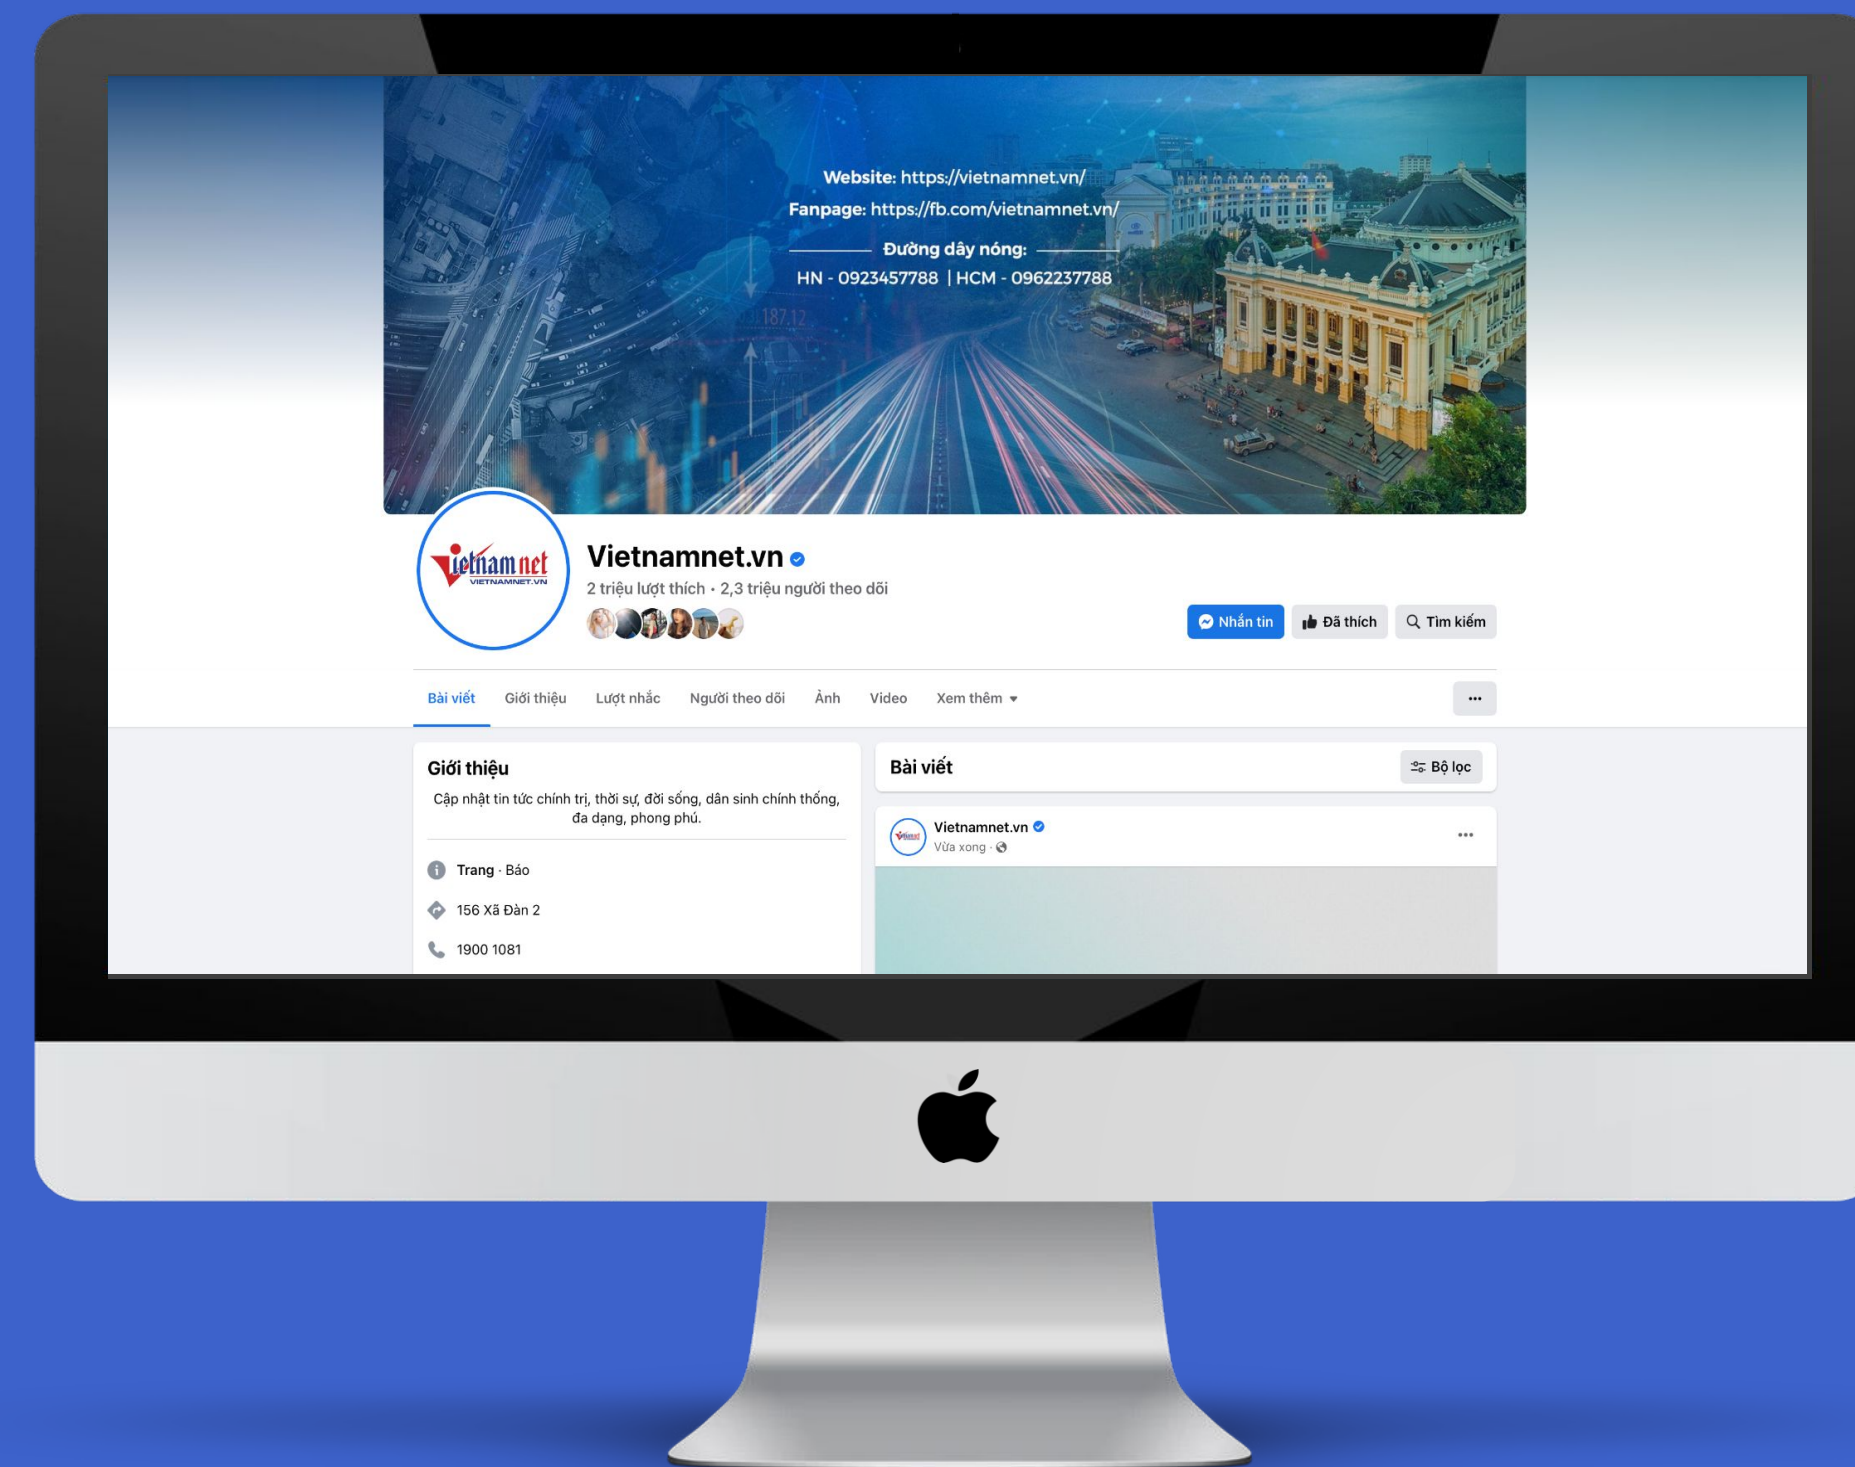 Website: https://vietnamnet.vn/
Fanpage: https://fb.com/vietnamnet.vn/
Đường dây nóng:
HN - 0923457788 | HCM - 0962237788
187.12
Vietnamnet
VIETNAMNET.VN
Vietnamnet.vn
2 triệu lượt thích · 2,3 triệu người theo dõi
Nhắn tin Đã thích Tìm kiếm
Bài viết Giới thiệu Lượt nhắc Người theo dõi Ảnh Video Xem thêm
Giới thiệu
Cập nhật tin tức chính trị, thời sự, đời sống, dân sinh chính thống,
đa dạng, phong phú.
Trang · Báo
156 Xã Đàn 2
1900 1081
Bài viết Bộ lọc
Vietnamnet.vn
Vừa xong ·